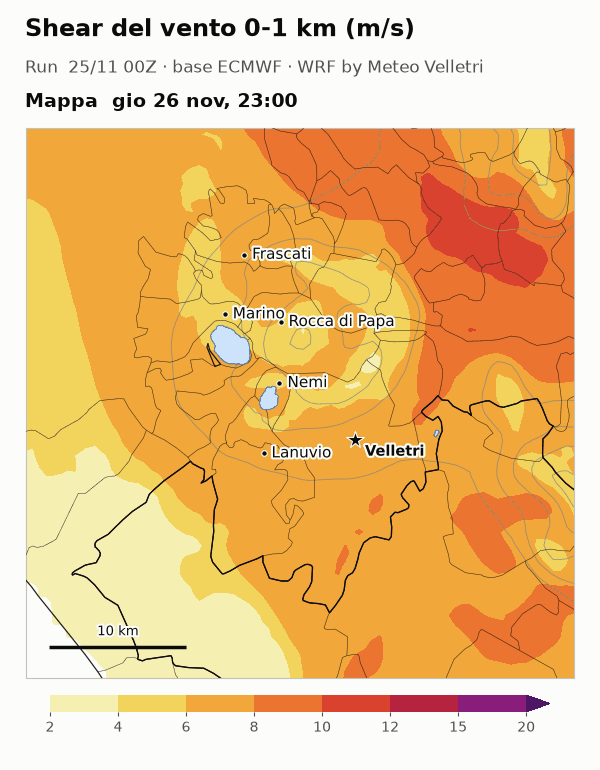 Shear del vento 0-1 km (m/s)
Run  25/11 00Z · base ECMWF · WRF by Meteo Velletri
Mappa  gio 26 nov, 23:00
Frascati
Marino
Rocca di Papa
Nemi
Velletri
Lanuvio
10 km
2 4 6 8 10 12 15 20